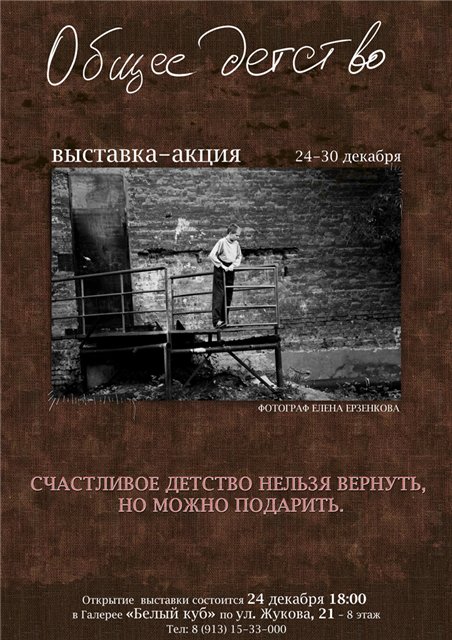 Общее детство
выставка-акция
24-30 декабря
ФОТОГРАФ ЕЛЕНА ЕРЗЕНКОВА
СЧАСТЛИВОЕ ДЕТСТВО НЕЛЬЗЯ ВЕРНУТЬ,
НО МОЖНО ПОДАРИТЬ.
Открытие выставки состоится 24 декабря 18:00
в Галерее «Белый куб» по ул. Жукова, 21 - 8 этаж
Тел: 8 (913) 15-33-000